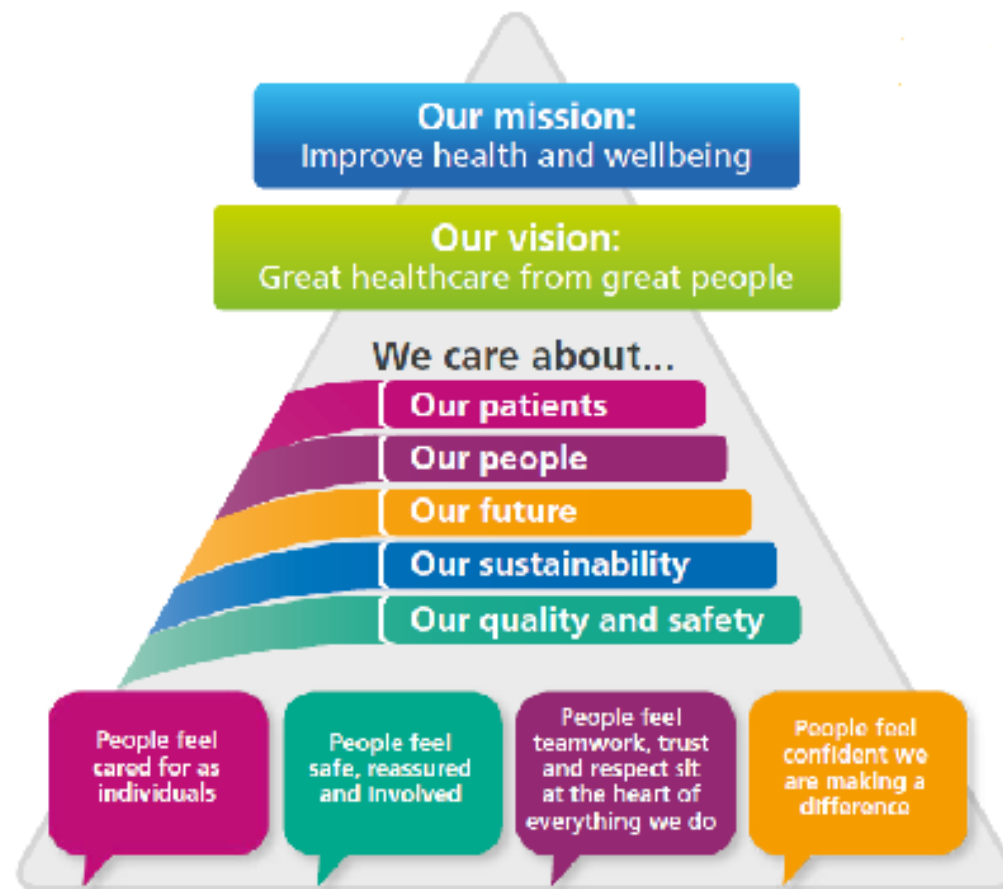 Our mission:
Improve health and wellbeing
Our vision:
Great healthcare from great people
We care about...
Our patients
Our people
Our future
Our sustainability
Our quality and safety
People feel
cared for as
individuals
People feel
safe, reassured
and involved
People feel
teamwork, trust
and respect sit
at the heart of
everything we do
People feel
confident we
are making a
difference